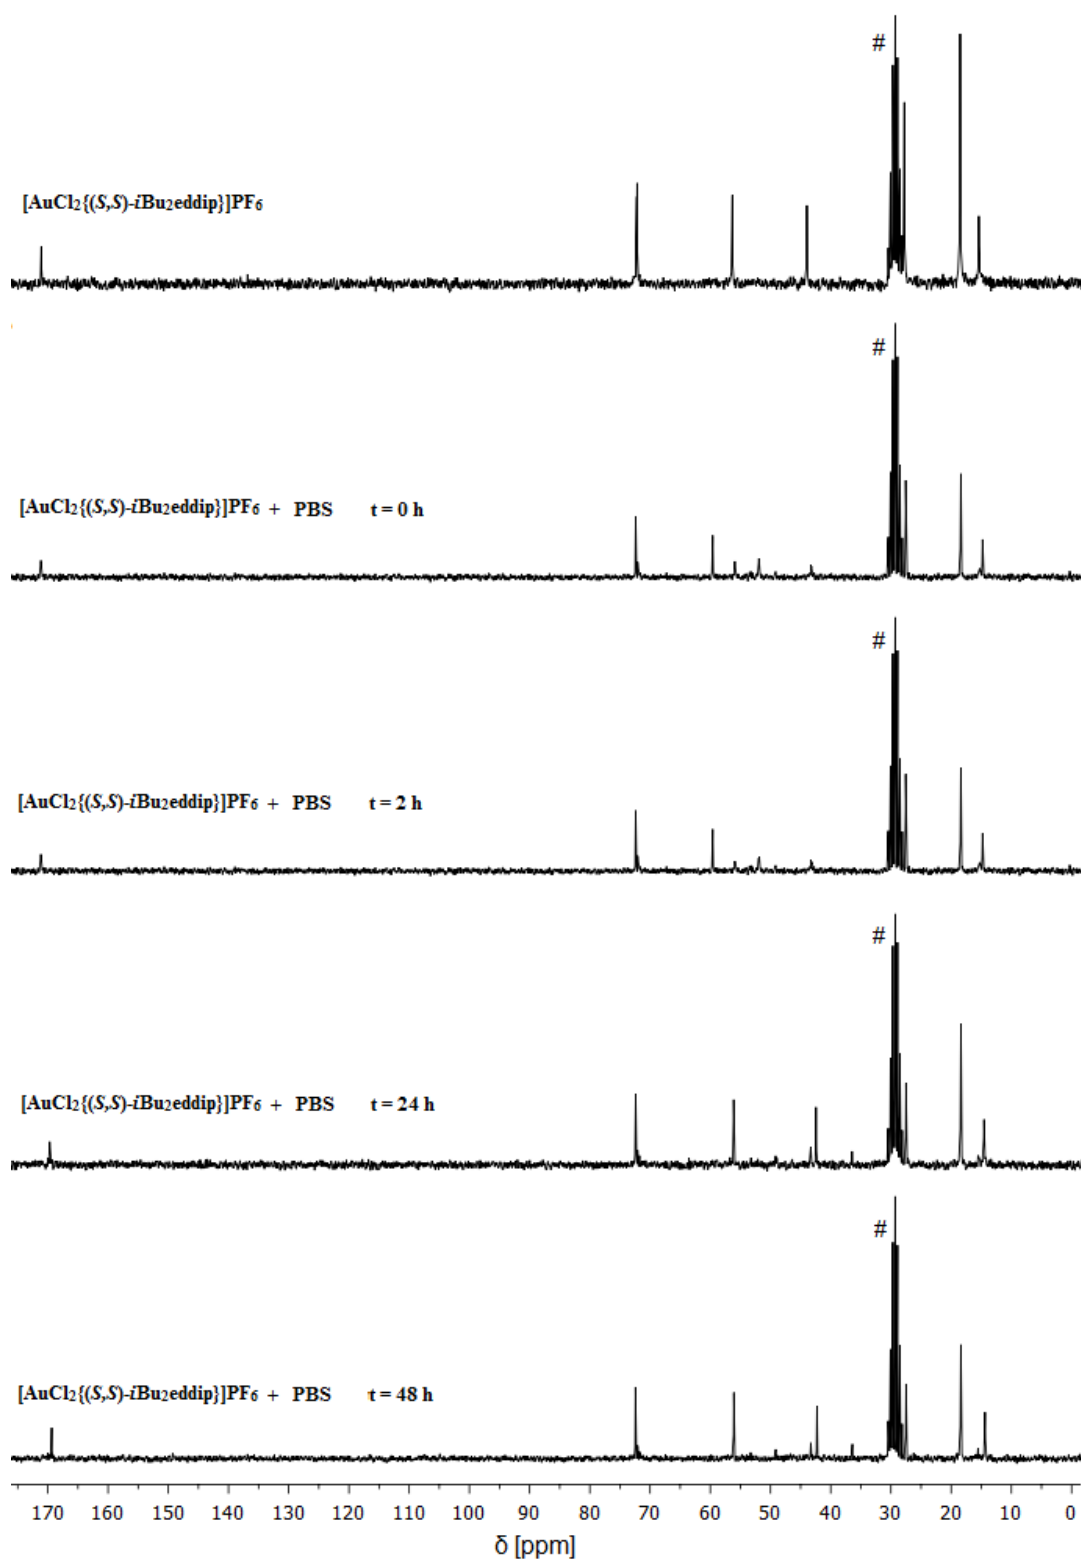 #
[AuCl₂{(S,S)-iBu₂eddip}]PF₆
#
[AuCl₂{(S,S)-iBu₂eddip}]PF₆ + PBS t = 0 h
#
[AuCl₂{(S,S)-iBu₂eddip}]PF₆ + PBS t = 2 h
#
[AuCl₂{(S,S)-iBu₂eddip}]PF₆ + PBS t = 24 h
#
[AuCl₂{(S,S)-iBu₂eddip}]PF₆ + PBS t = 48 h
170 160 150 140 130 120 110 100 90 80 70 60 50 40 30 20 10 0
δ [ppm]